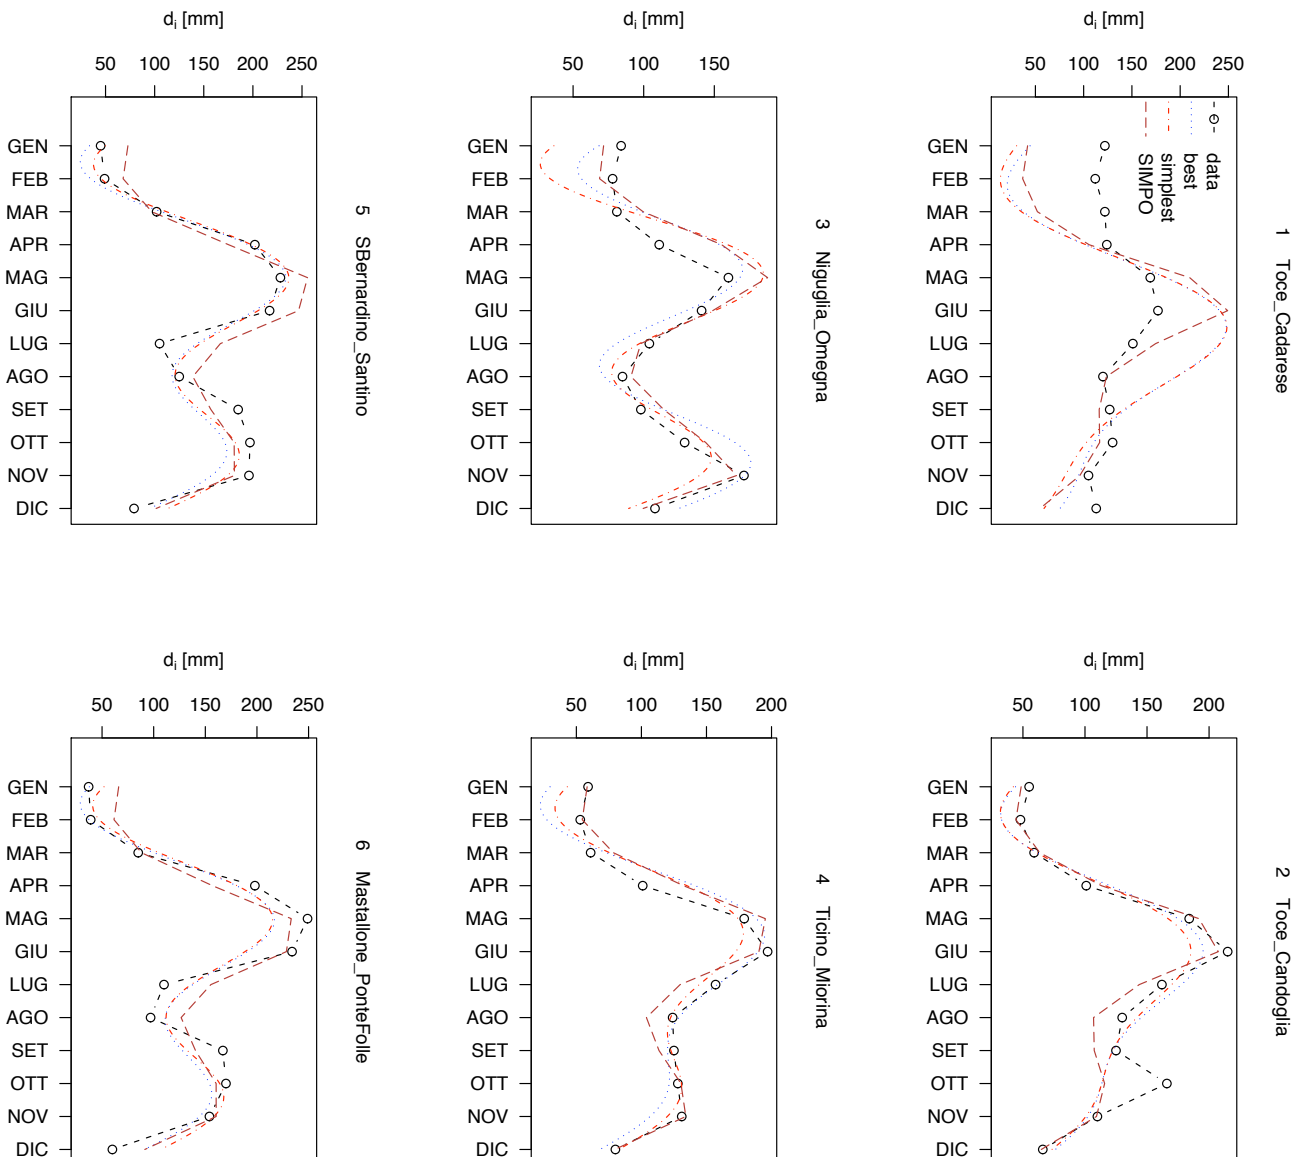 1 Toce_Cadarese
d_i [mm]
50 100 150 200 250
GEN
FEB
MAR
APR
MAG
GIU
LUG
AGO
SET
OTT
NOV
DIC
data
best
simplest
SIMPO
2 Toce_Candoglia
d_i [mm]
50 100 150 200
GEN
FEB
MAR
APR
MAG
GIU
LUG
AGO
SET
OTT
NOV
DIC
3 Niguglia_Omegna
d_i [mm]
50 100 150
GEN
FEB
MAR
APR
MAG
GIU
LUG
AGO
SET
OTT
NOV
DIC
4 Ticino_Miorina
d_i [mm]
50 100 150 200
GEN
FEB
MAR
APR
MAG
GIU
LUG
AGO
SET
OTT
NOV
DIC
5 SBernardino_Santino
d_i [mm]
50 100 150 200 250
GEN
FEB
MAR
APR
MAG
GIU
LUG
AGO
SET
OTT
NOV
DIC
6 Mastallone_PonteFolle
d_i [mm]
50 100 150 200 250
GEN
FEB
MAR
APR
MAG
GIU
LUG
AGO
SET
OTT
NOV
DIC